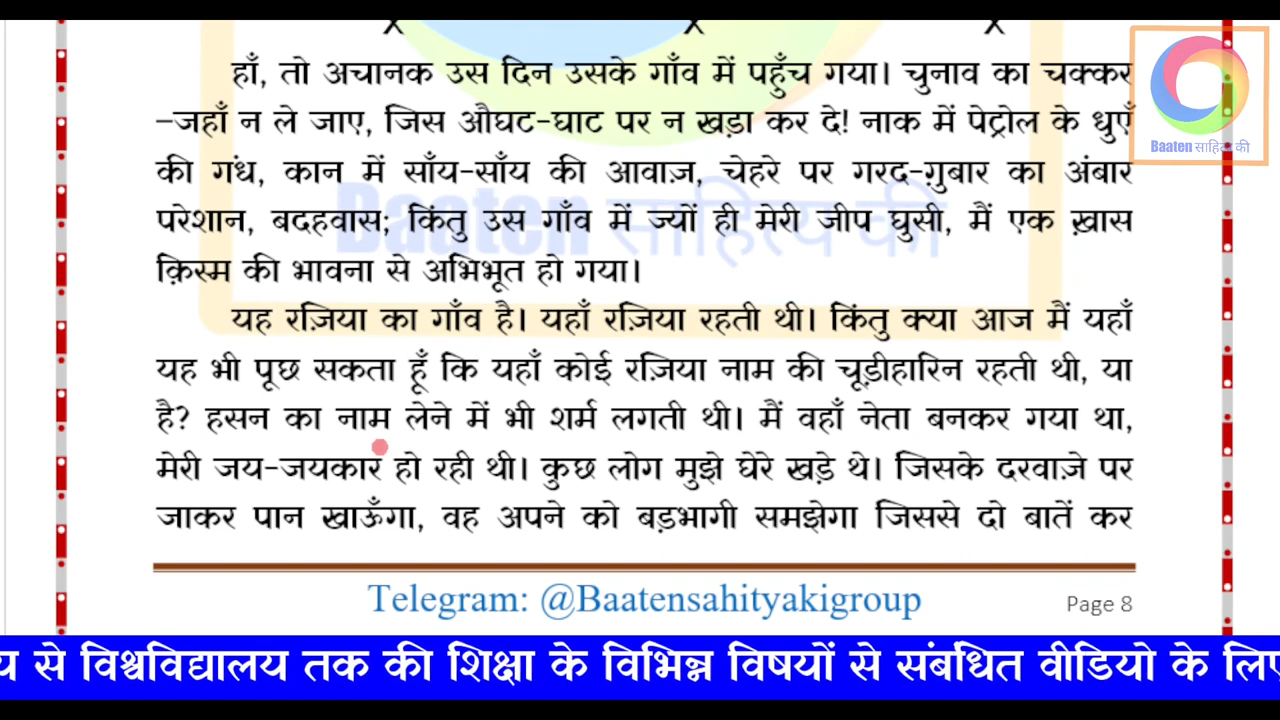 x x x
हाँ, तो अचानक उस दिन उसके गाँव में पहुँच गया। चुनाव का चक्कर
–जहाँ न ले जाए, जिस औघट-घाट पर न खड़ा कर दे! नाक में पेट्रोल के धुएँ
की गंध, कान में साँय-साँय की आवाज़, चेहरे पर गरद-ग़ुबार का अंबार
परेशान, बदहवास; किंतु उस गाँव में ज्यों ही मेरी जीप घुसी, मैं एक ख़ास
क़िस्म की भावना से अभिभूत हो गया।
यह रज़िया का गाँव है। यहाँ रज़िया रहती थी। किंतु क्या आज मैं यहाँ
यह भी पूछ सकता हूँ कि यहाँ कोई रज़िया नाम की चूड़ीहारिन रहती थी, या
है? हसन का नाम लेने में भी शर्म लगती थी। मैं वहाँ नेता बनकर गया था,
मेरी जय-जयकार हो रही थी। कुछ लोग मुझे घेरे खड़े थे। जिसके दरवाज़े पर
जाकर पान खाऊँगा, वह अपने को बड़भागी समझेगा जिससे दो बातें कर
Telegram: @Baatensahityakigroup
Page 8
य से विश्वविद्यालय तक की शिक्षा के विभिन्न विषयों से संबंधित वीडियो के लिए
Baaten साहित्य की
Baaten साहित्य की